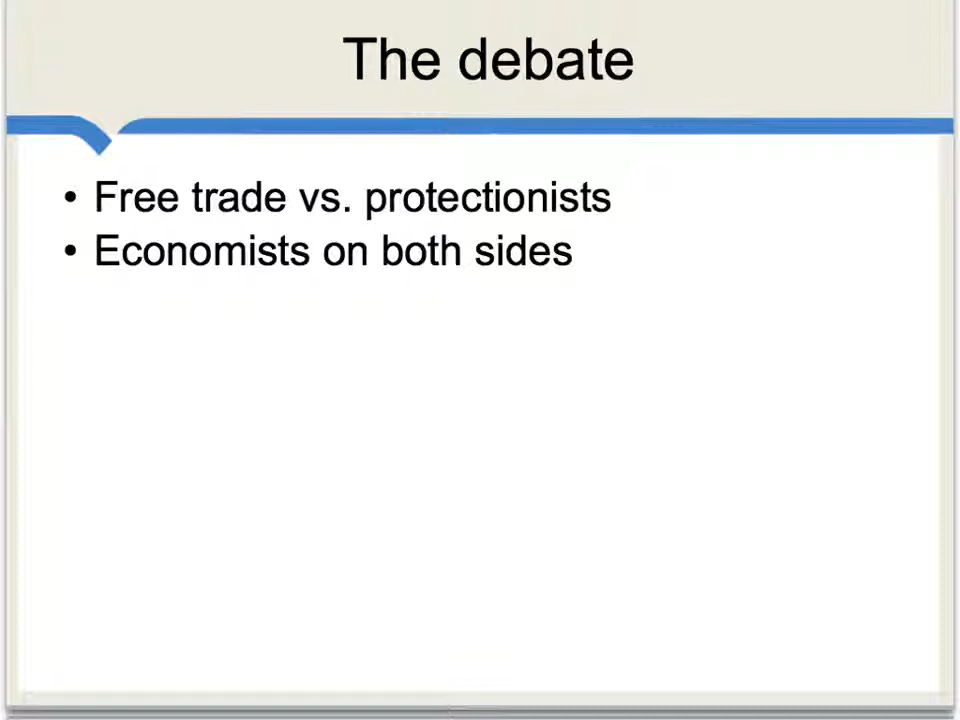 The debate
• Free trade vs. protectionists
• Economists on both sides